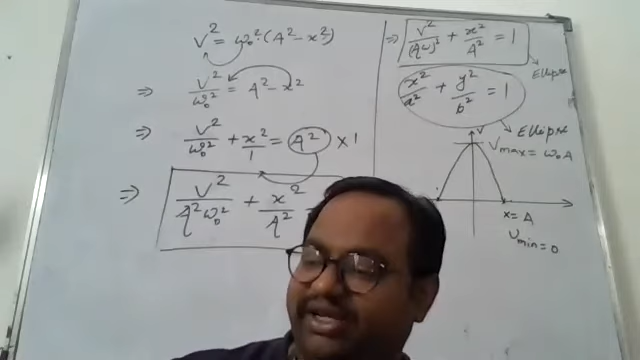 v² = ω₀² (A² − x²)
⇒ v²/ω₀² = A² − x²
⇒ v²/ω₀² + x²/1 = A² × 1
⇒ v²/A²ω₀² + x²/A² =
⇒ v²/(Aω)² + x²/A² = 1
Ellipse
x²/a² + y²/b² = 1
Ellipse
v
Vmax = ω₀A
x = A
Vmin = 0